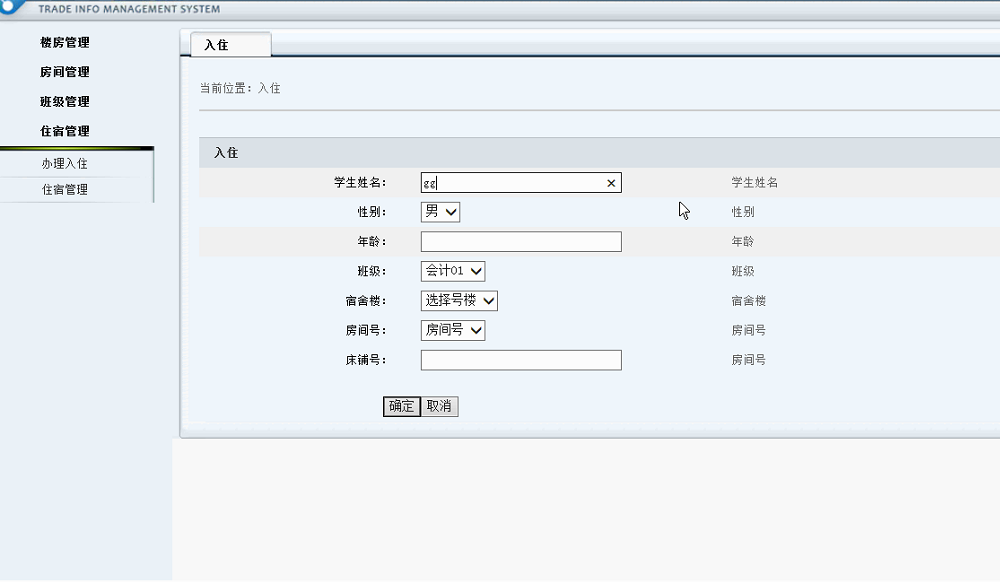 TRADE INFO MANAGEMENT SYSTEM
楼房管理
房间管理
班级管理
住宿管理
办理入住
住宿管理
入住
当前位置：入住
入住
学生姓名： gg × 学生姓名
性别： 男 性别
年龄： 年龄
班级： 会计01 班级
宿舍楼： 选择号楼 宿舍楼
房间号： 房间号 房间号
床铺号： 房间号
确定 取消